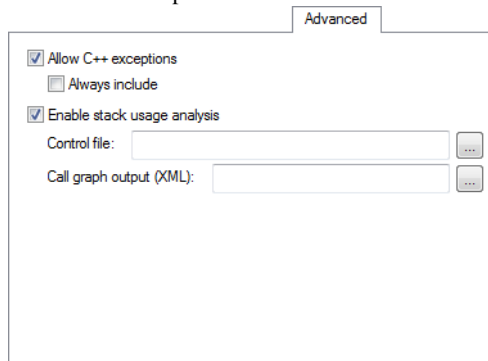 Advanced
Allow C++ exceptions
Always include
Enable stack usage analysis
Control file:
...
Call graph output (XML):
...